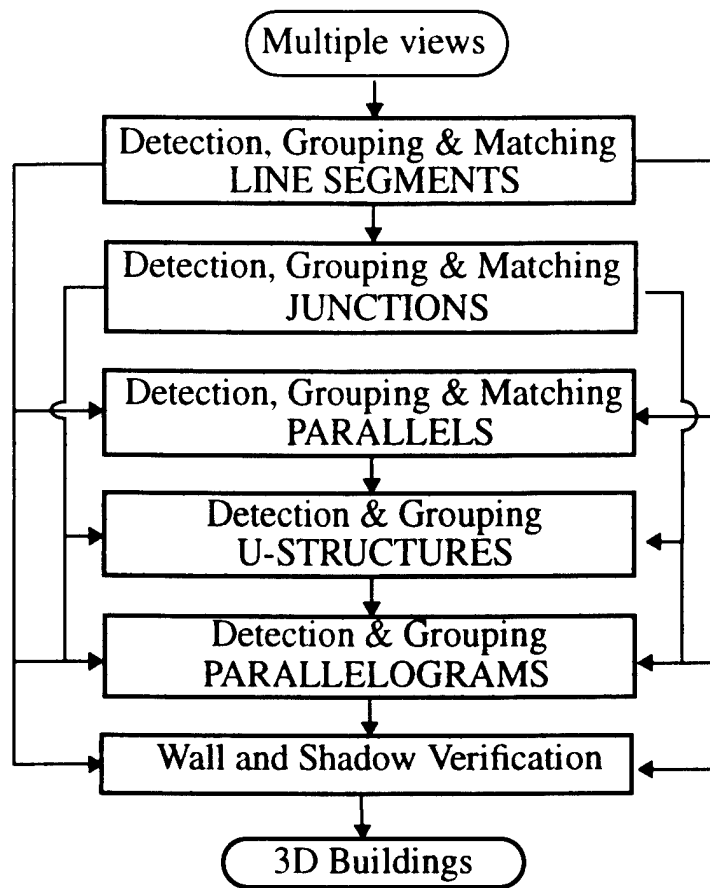 Multiple views
Detection, Grouping & Matching
LINE SEGMENTS
Detection, Grouping & Matching
JUNCTIONS
Detection, Grouping & Matching
PARALLELS
Detection & Grouping
U-STRUCTURES
Detection & Grouping
PARALLELOGRAMS
Wall and Shadow Verification
3D Buildings